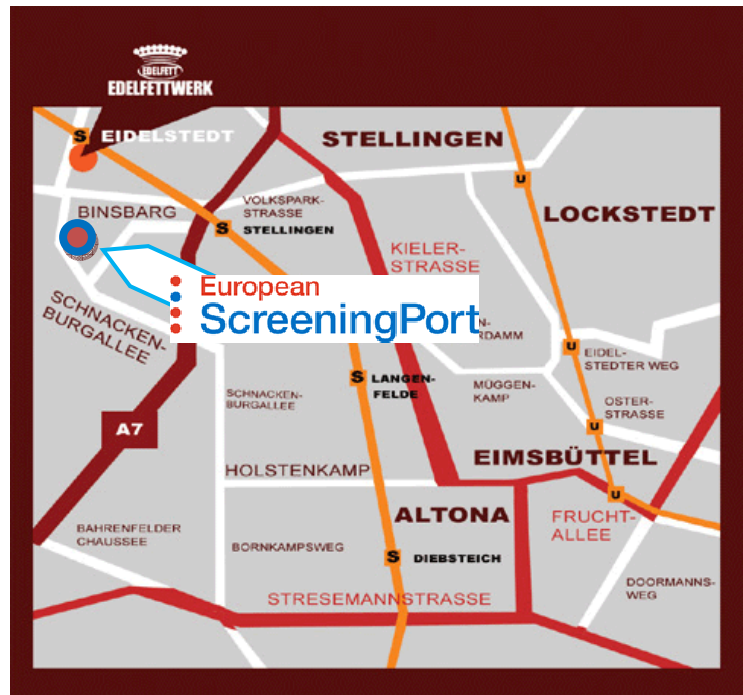 EDELFETT
EDELFETTWERK
S EIDELSTEDT
STELLINGEN
U
BINSBARG
VOLKSPARK-
STRASSE
S STELLINGEN
LOCKSTEDT
KIELER-
STRASSE
European
ScreeningPort
SCHNACKEN-
BURGALLEE
N-
RDAMM
U
EIDEL-
STEDTER WEG
S LANGEN-
FELDE
MÜGGEN-
KAMP
SCHNACKEN-
BURGALLEE
OSTER-
STRASSE
U
A7
HOLSTENKAMP
EIMSBÜTTEL
U
ALTONA
FRUCHT-
ALLEE
BAHRENFELDER
CHAUSSEE
BORNKAMPSWEG
S DIEBSTEICH
DOORMANNS-
WEG
STRESEMANNSTRASSE